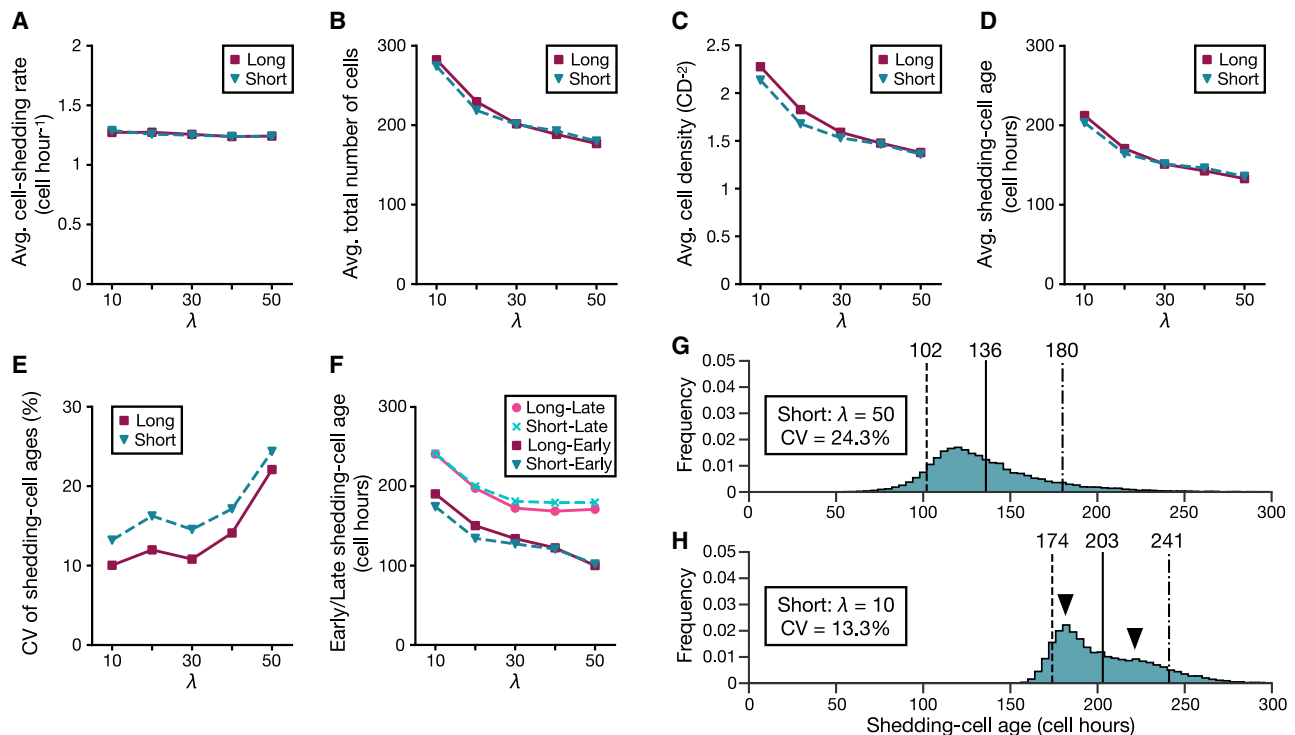 A
Avg. cell-shedding rate
(cell hour-1)
2
1.5
1
0.5
0
10
30
50
λ
Long
Short
B
Avg. total number of cells
300
200
100
0
10
30
50
λ
Long
Short
C
Avg. cell density (CD-2)
2.5
2
1.5
1
0.5
0
10
30
50
λ
Long
Short
D
Avg. shedding-cell age
(cell hours)
300
200
100
0
10
30
50
λ
Long
Short
E
CV of shedding-cell ages (%)
30
20
10
0
10
30
50
λ
Long
Short
F
Early/Late shedding-cell age
(cell hours)
300
200
100
0
10
30
50
λ
Long-Late
Short-Late
Long-Early
Short-Early
G
102 136 180
Frequency
0.05
0.04
0.03
0.02
0.01
0
Short: λ = 50
CV = 24.3%
0 50 100 150 200 250 300
H
174 203 241
Frequency
0.05
0.04
0.03
0.02
0.01
0
Short: λ = 10
CV = 13.3%
0 50 100 150 200 250 300
Shedding-cell age (cell hours)